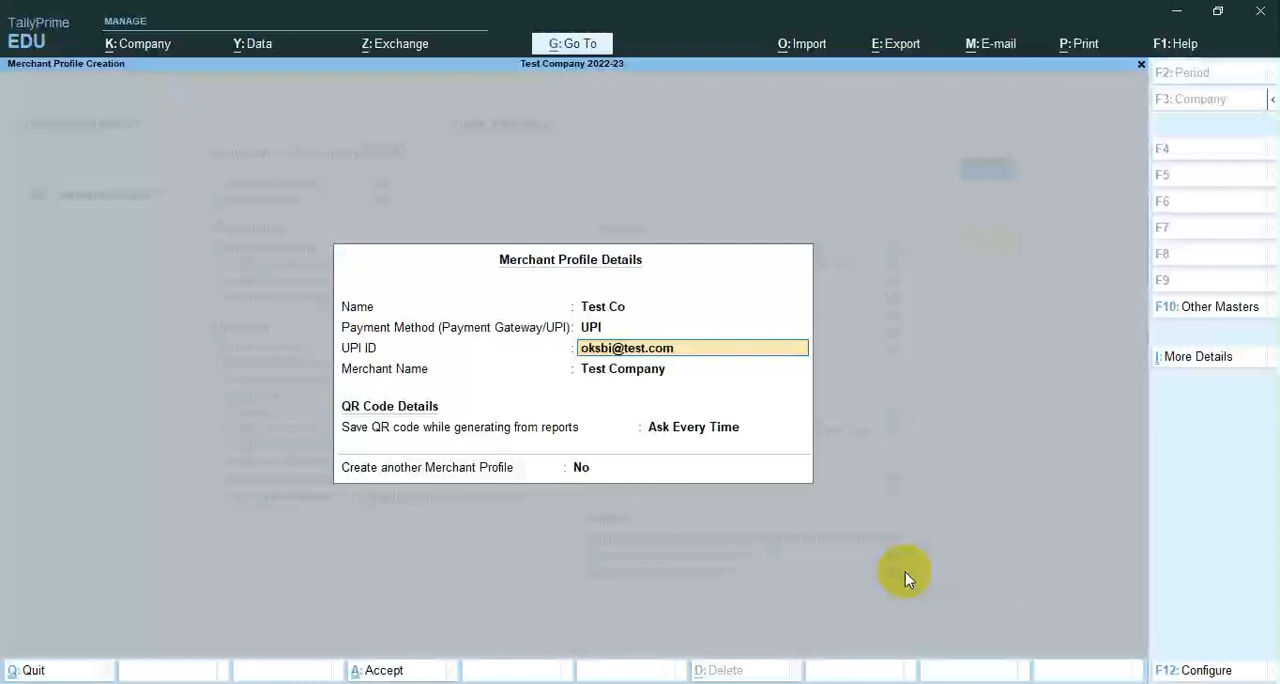 TallyPrime
EDU
MANAGE
K: Company
Y: Data
Z: Exchange
G: Go To
O: Import
E: Export
M: E-mail
P: Print
F1: Help
Merchant Profile Creation
Test Company 2022-23
F2: Period
F3: Company
F4
F5
F6
F7
F8
F9
F10: Other Masters
I: More Details
Merchant Profile Details
Name : Test Co
Payment Method (Payment Gateway/UPI): UPI
UPI ID : oksbi@test.com
Merchant Name : Test Company
QR Code Details
Save QR code while generating from reports : Ask Every Time
Create another Merchant Profile : No
Q: Quit
A: Accept
D: Delete
F12: Configure